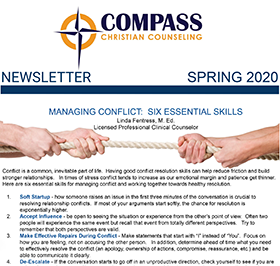 COMPASS
CHRISTIAN COUNSELING
NEWSLETTER SPRING 2020
MANAGING CONFLICT: SIX ESSENTIAL SKILLS
Linda Fentress, M. Ed.
Licensed Professional Clinical Counselor
Conflict is a common, inevitable part of life. Having good conflict resolution skills can help reduce friction and build
stronger relationships. In times of stress conflict tends to increase as our emotional margin and patience get thinner.
Here are six essential skills for managing conflict and working together towards healthy resolution.
1. Soft Startup - How someone raises an issue in the first three minutes of the conversation is crucial to
resolving relationship conflicts. If most of your arguments start softly, the chance for resolution is
exponentially higher.
2. Accept Influence - be open to seeing the situation or experience from the other's point of view. Often two
people will experience the same event but recall that event from totally different perspectives. Try to
remember that both perspectives are valid.
3. Make Effective Repairs During Conflict - Make statements that start with "I" instead of "You". Focus on
how you are feeling, not on accusing the other person. In addition, determine ahead of time what you need
to effectively resolve the conflict (an apology, ownership of actions, compromise, reassurance, etc.) and be
able to communicate it clearly.
4. De-Escalate - If the conversation starts to go off in an unproductive direction, check yourself to see if you are